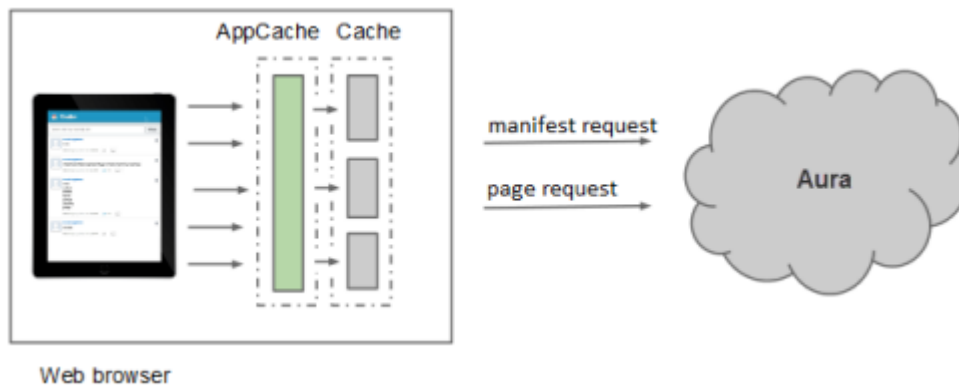 AppCache Cache
manifest request
page request
Aura
Web browser